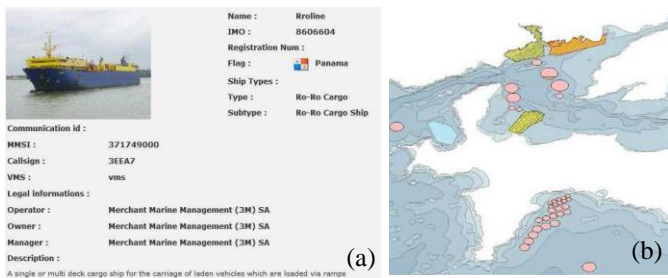 Name : Rroline
IMO : 8606604
Registration Num :
Flag : Panama
Ship Types :
Type : Ro-Ro Cargo
Subtype : Ro-Ro Cargo Ship
Communication id :
MMSI : 371749000
Callsign : 3EEA7
VMS : vms
Legal informations :
Operator : Merchant Marine Management (3M) SA
Owner : Merchant Marine Management (3M) SA
Manager : Merchant Marine Management (3M) SA
Description :
A single or multi deck cargo ship for the carriage of laden vehicles which are loaded via ramps
(a)
(b)